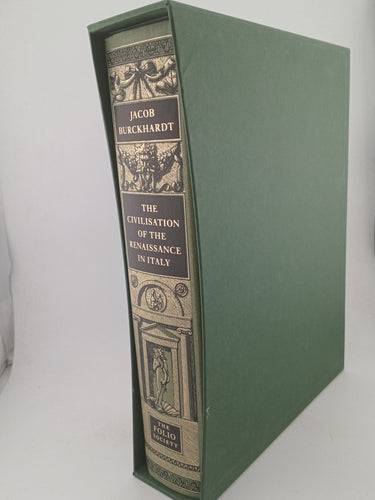 JACOB
BURCKHARDT
THE
CIVILISATION
OF THE
RENAISSANCE
IN ITALY
THE
FOLIO
SOCIETY